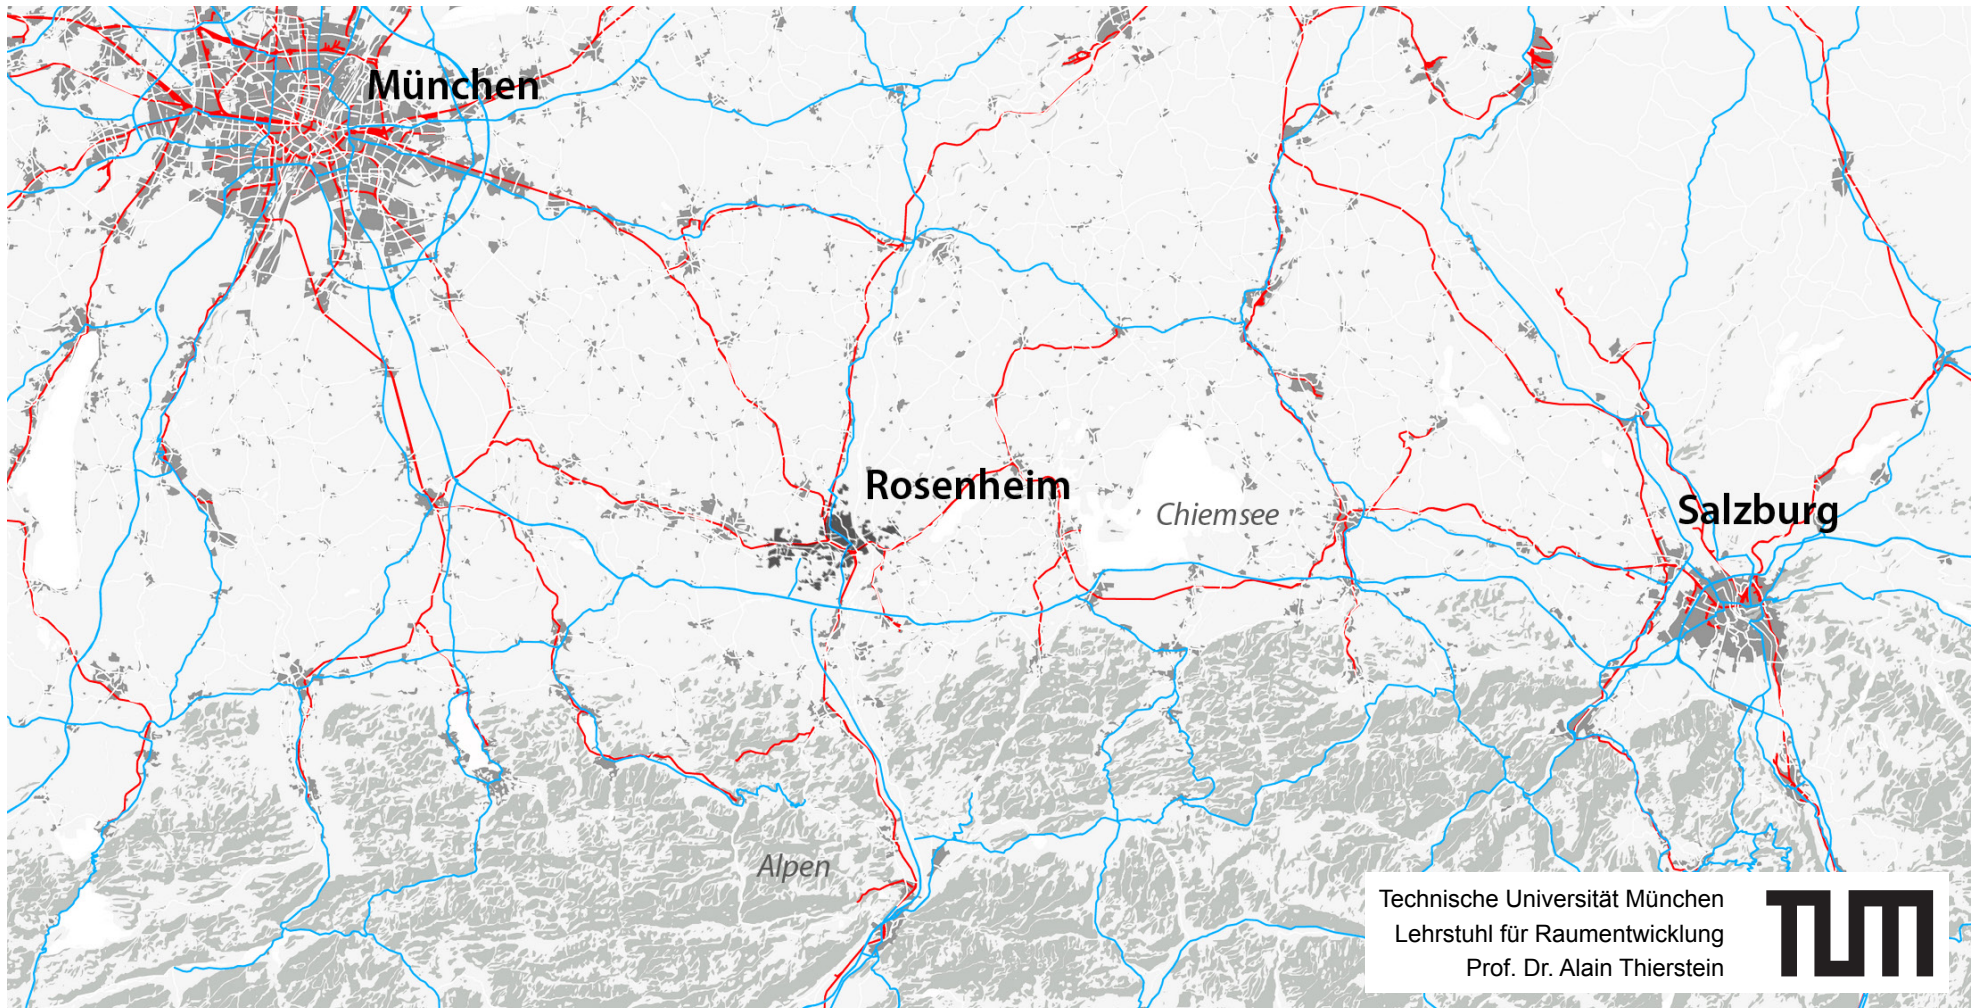 München
Rosenheim
Chiemsee
Salzburg
Alpen
Technische Universität München
Lehrstuhl für Raumentwicklung
Prof. Dr. Alain Thierstein
TUM